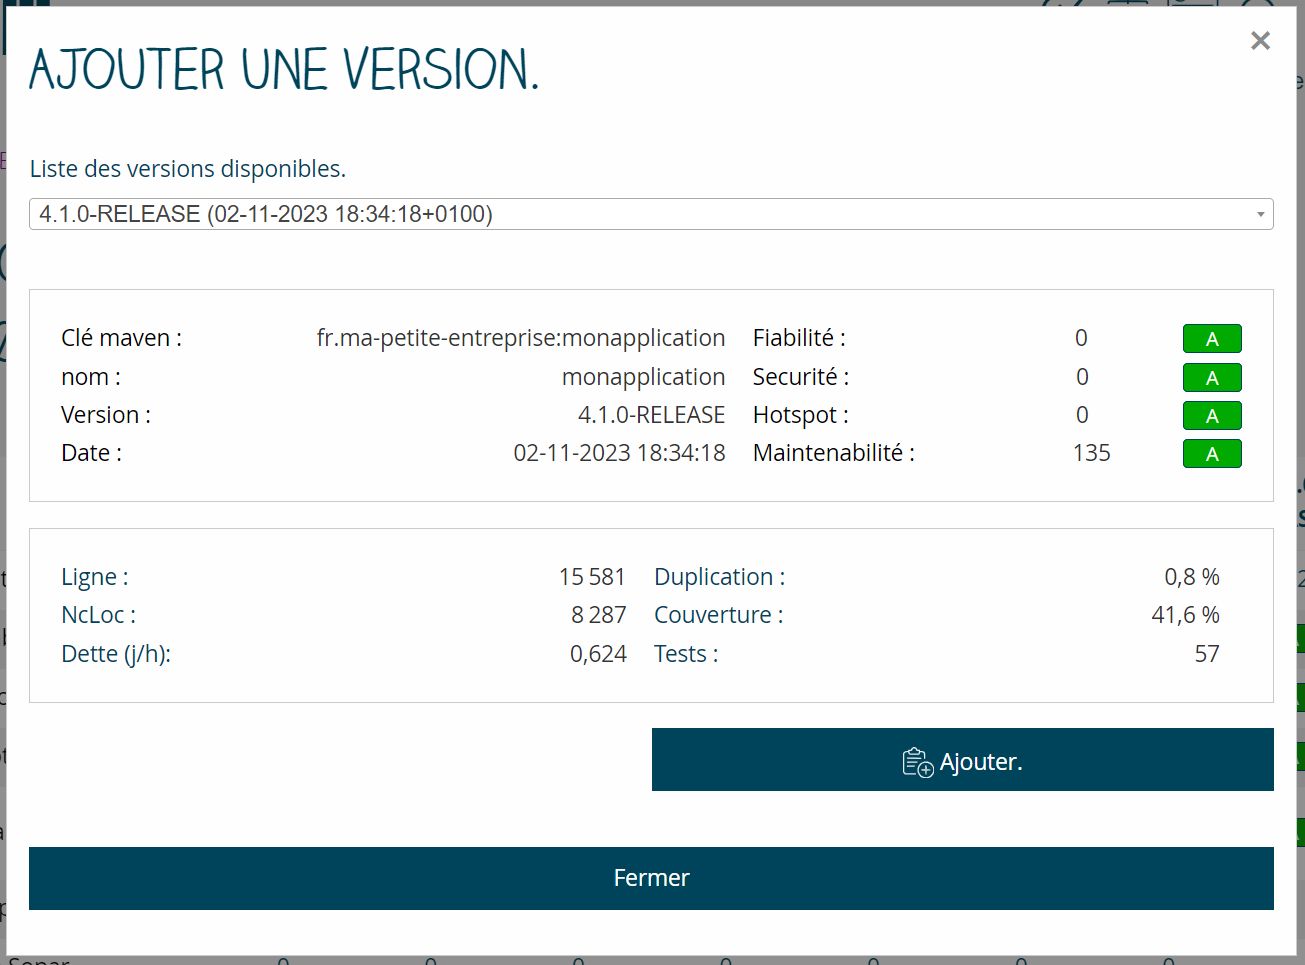 AJOUTER UNE VERSION.
×
Liste des versions disponibles.
4.1.0-RELEASE (02-11-2023 18:34:18+0100)
Clé maven : fr.ma-petite-entreprise:monapplication Fiabilité : 0 A
nom : monapplication Securité : 0 A
Version : 4.1.0-RELEASE Hotspot : 0 A
Date : 02-11-2023 18:34:18 Maintenabilité : 135 A
Ligne : 15 581 Duplication : 0,8 %
NcLoc : 8 287 Couverture : 41,6 %
Dette (j/h): 0,624 Tests : 57
Ajouter.
Fermer